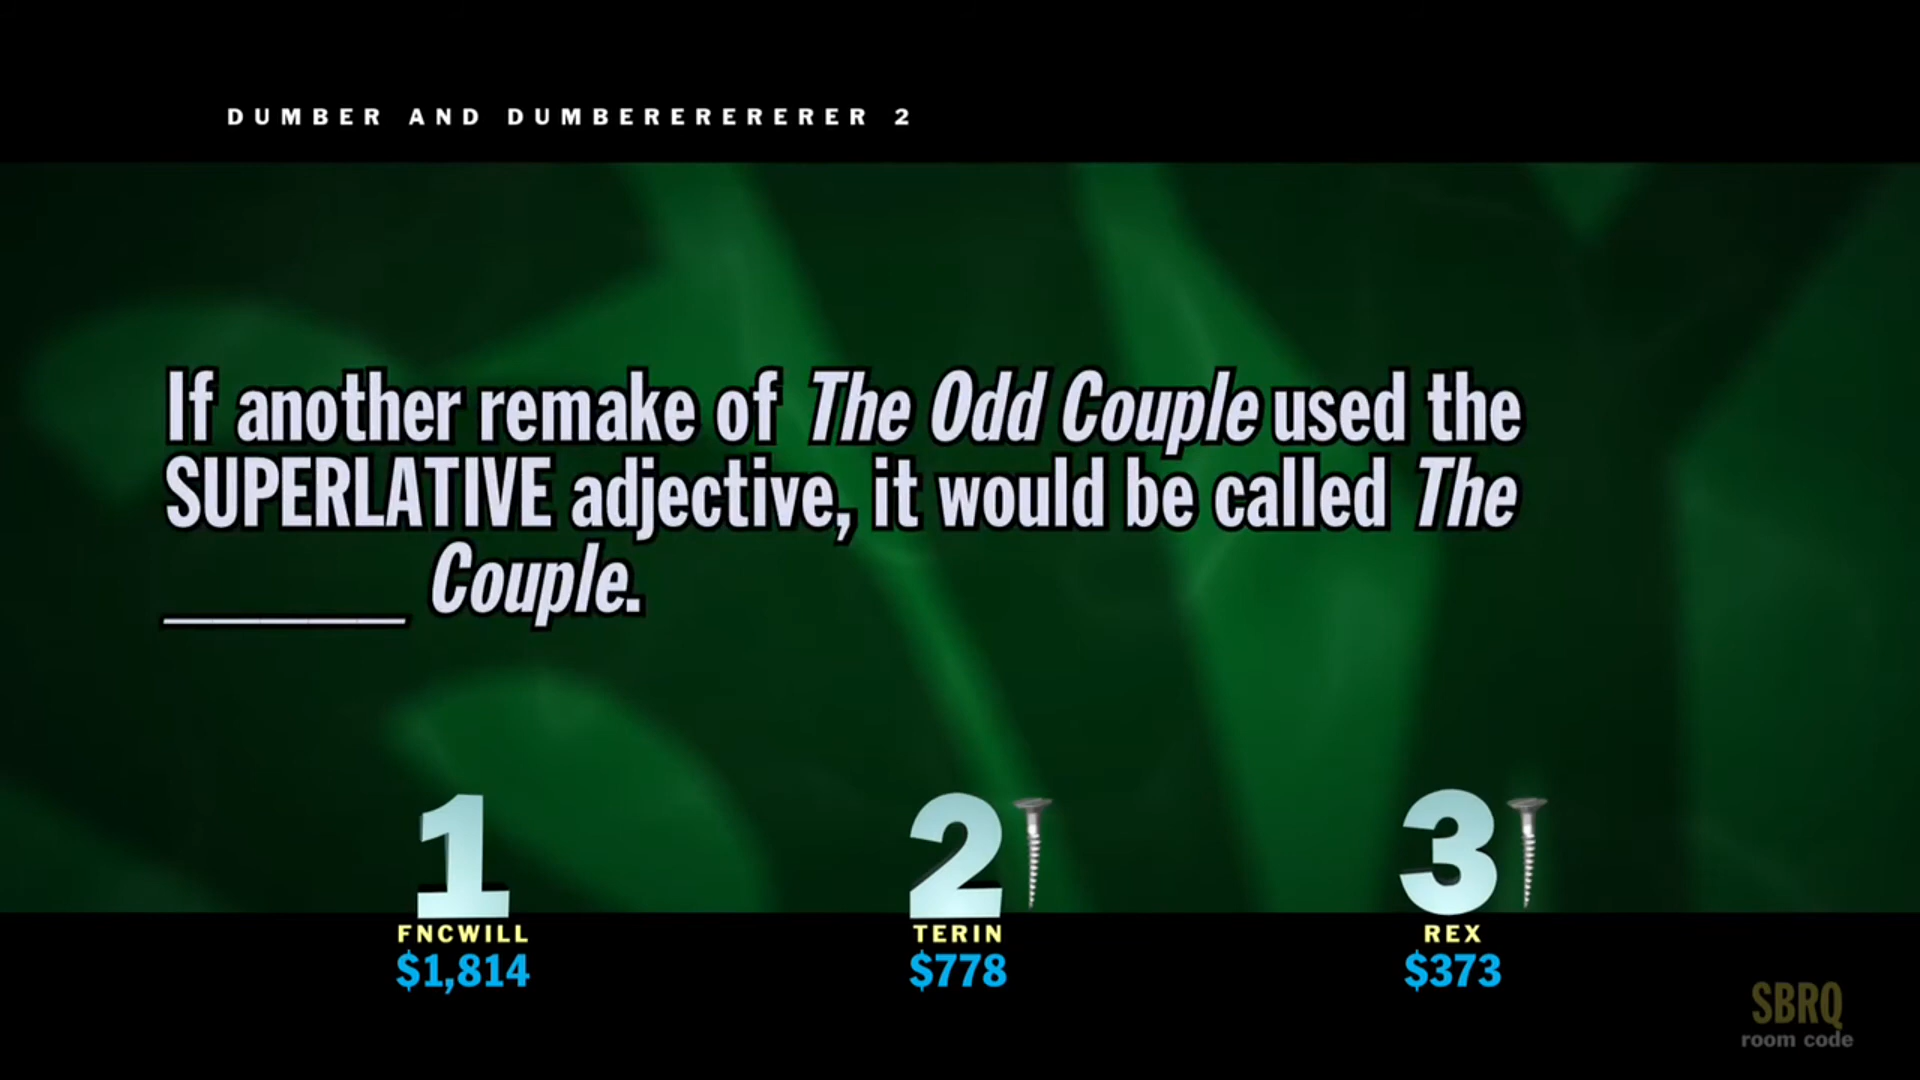 DUMBER AND DUMBERERERERER 2
If another remake of The Odd Couple used the
SUPERLATIVE adjective, it would be called The
________ Couple.
1 2 3
FNCWILL TERIN REX
$1,814 $778 $373
SBRQ
room code